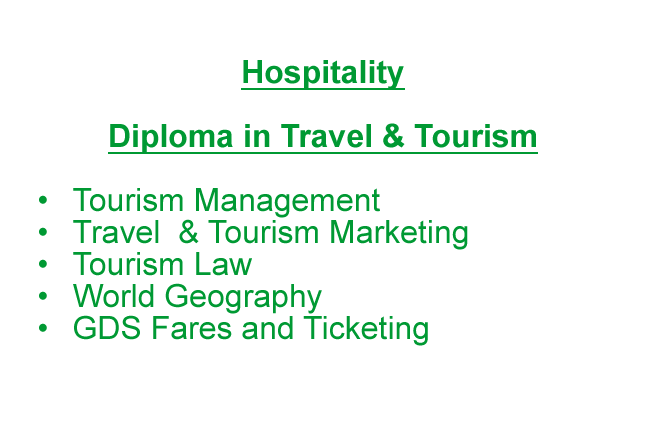 Hospitality
Diploma in Travel & Tourism
• Tourism Management
• Travel  & Tourism Marketing
• Tourism Law
• World Geography
• GDS Fares and Ticketing